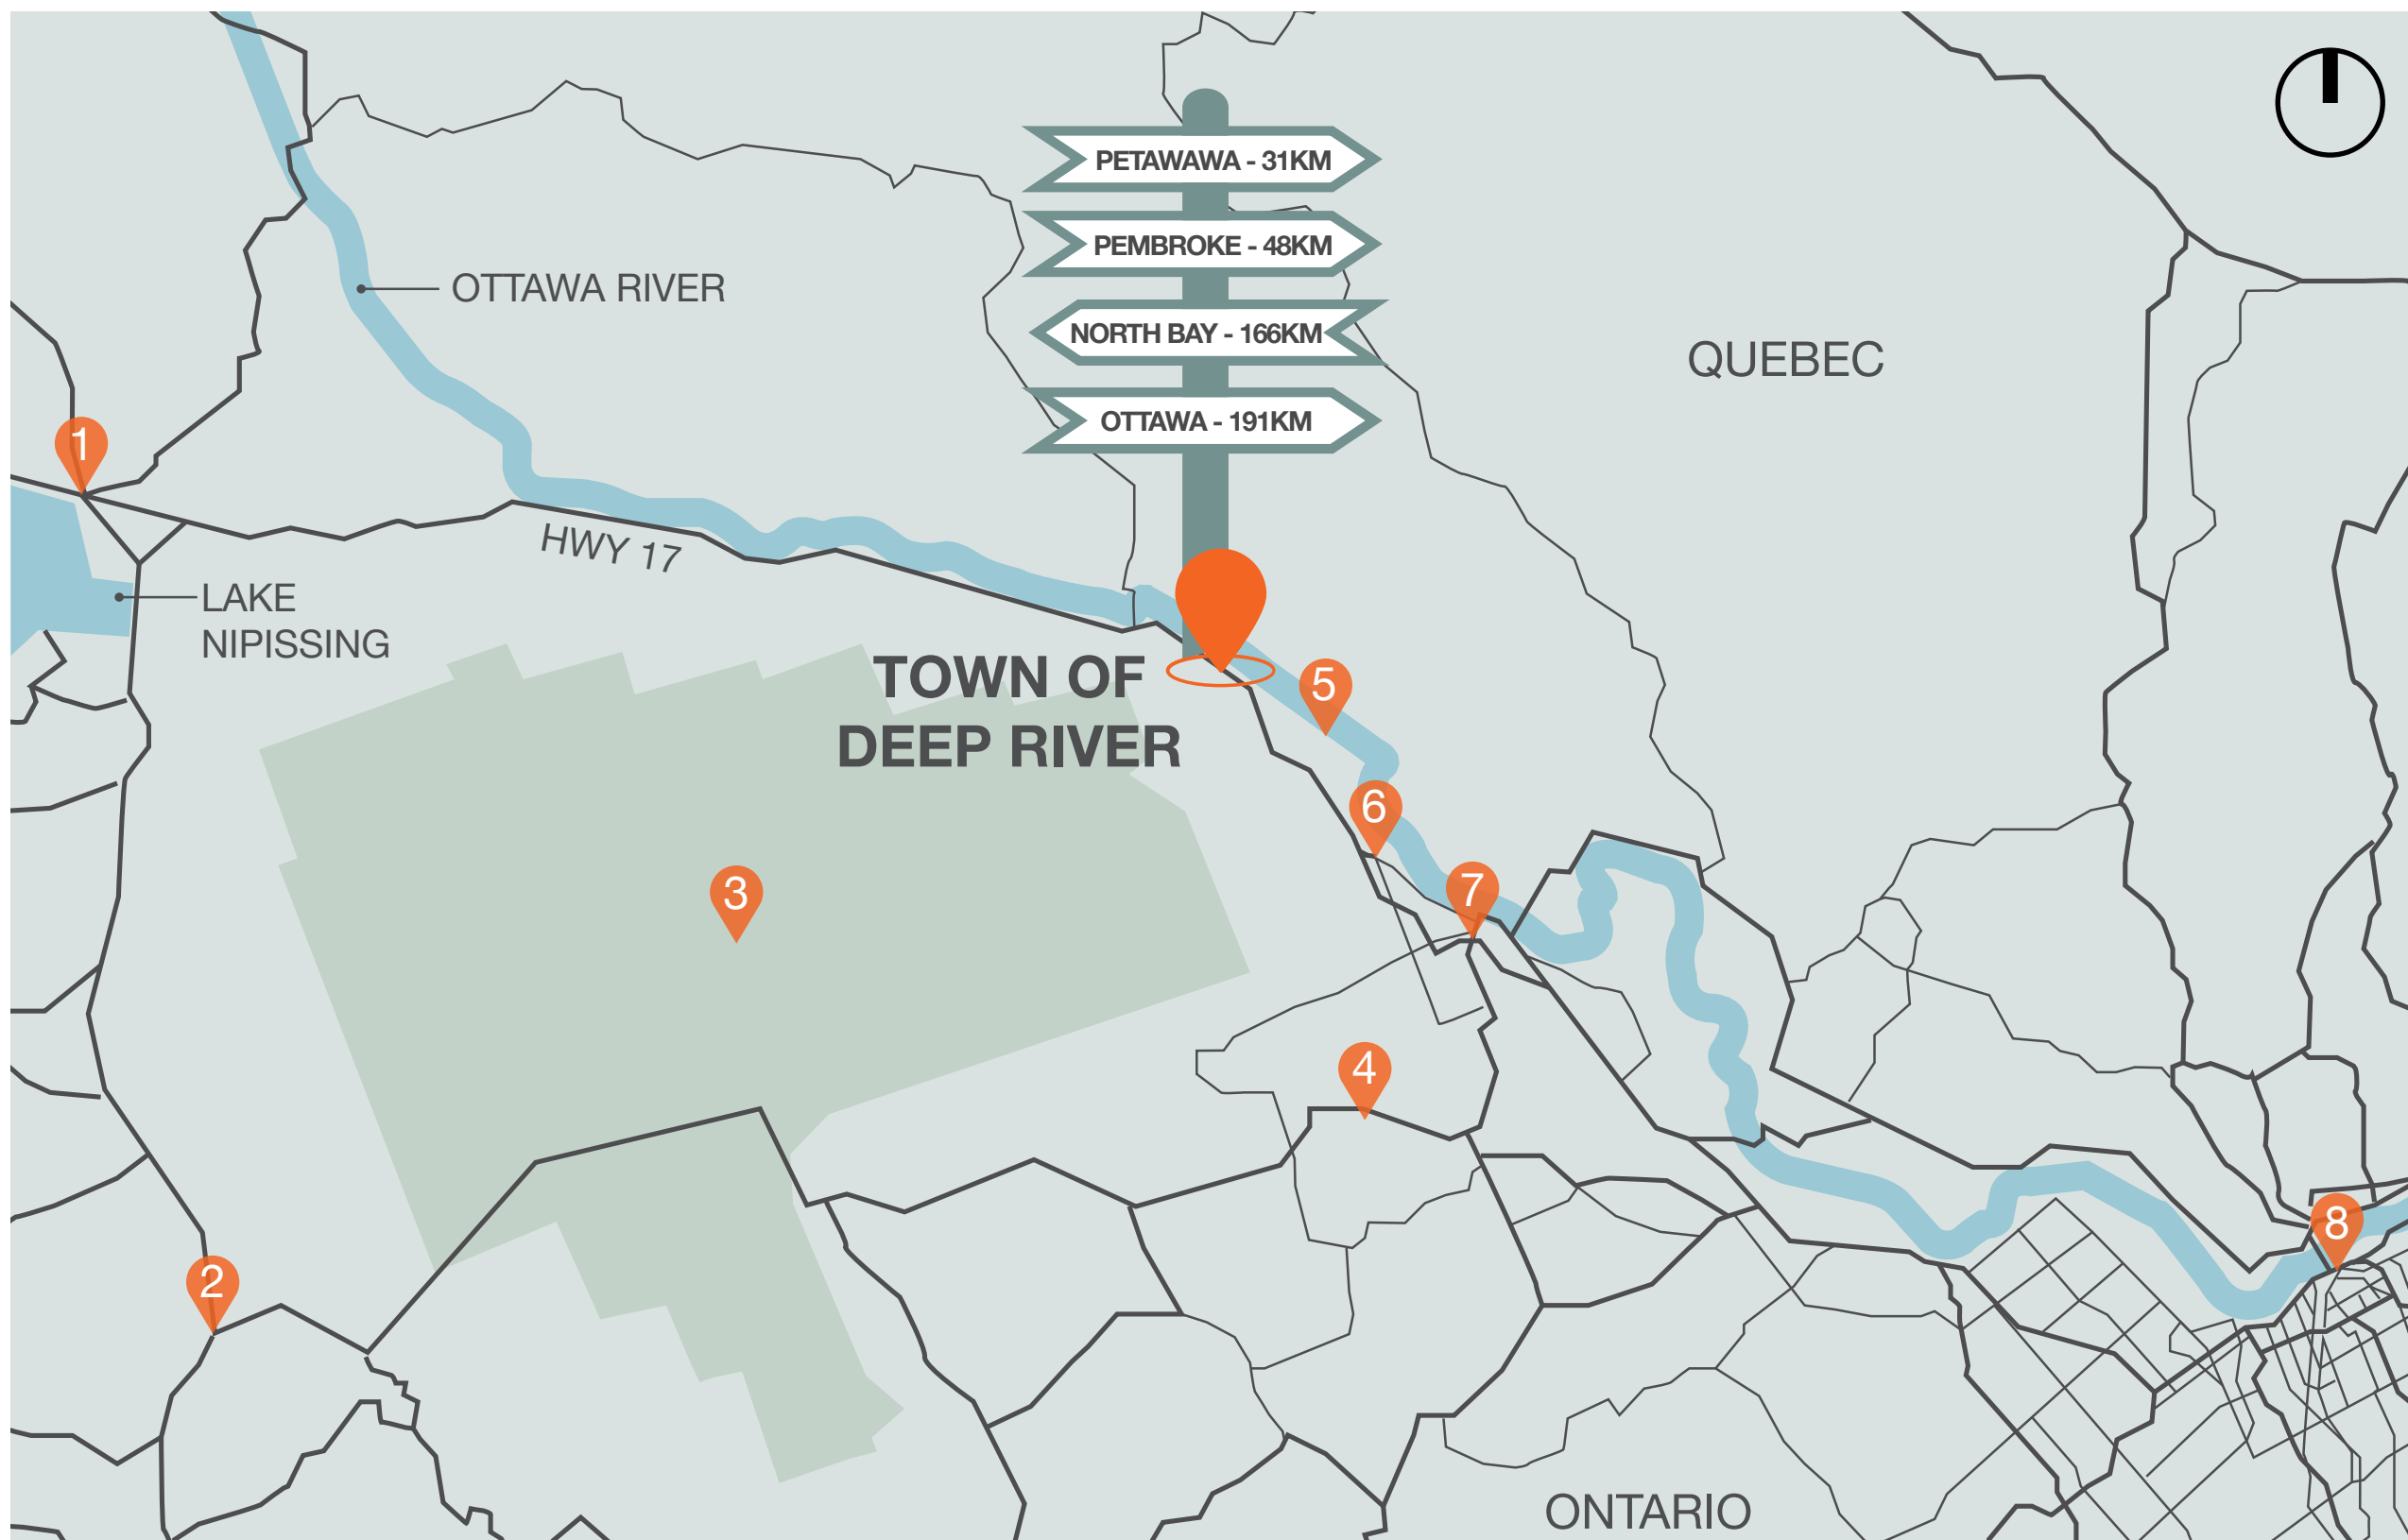 PETAWAWA - 31KM
PEMBROKE - 48KM
OTTAWA RIVER
NORTH BAY - 166KM
QUEBEC
OTTAWA - 191KM
1
HWY 17
LAKE
NIPISSING
TOWN OF
DEEP RIVER
5
6
7
3
4
8
2
ONTARIO